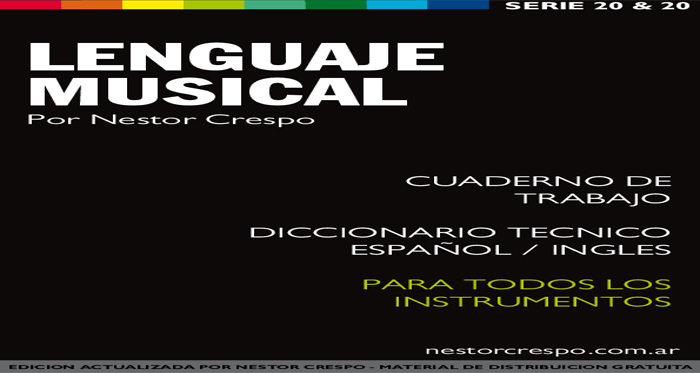 SERIE 20 & 20
LENGUAJE
MUSICAL
Por Nestor Crespo
CUADERNO DE
TRABAJO
DICCIONARIO TECNICO
ESPAÑOL / INGLES
PARA TODOS LOS
INSTRUMENTOS
nestorcrespo.com.ar
EDICION ACTUALIZADA POR NESTOR CRESPO - MATERIAL DE DISTRIBUICION GRATUITA